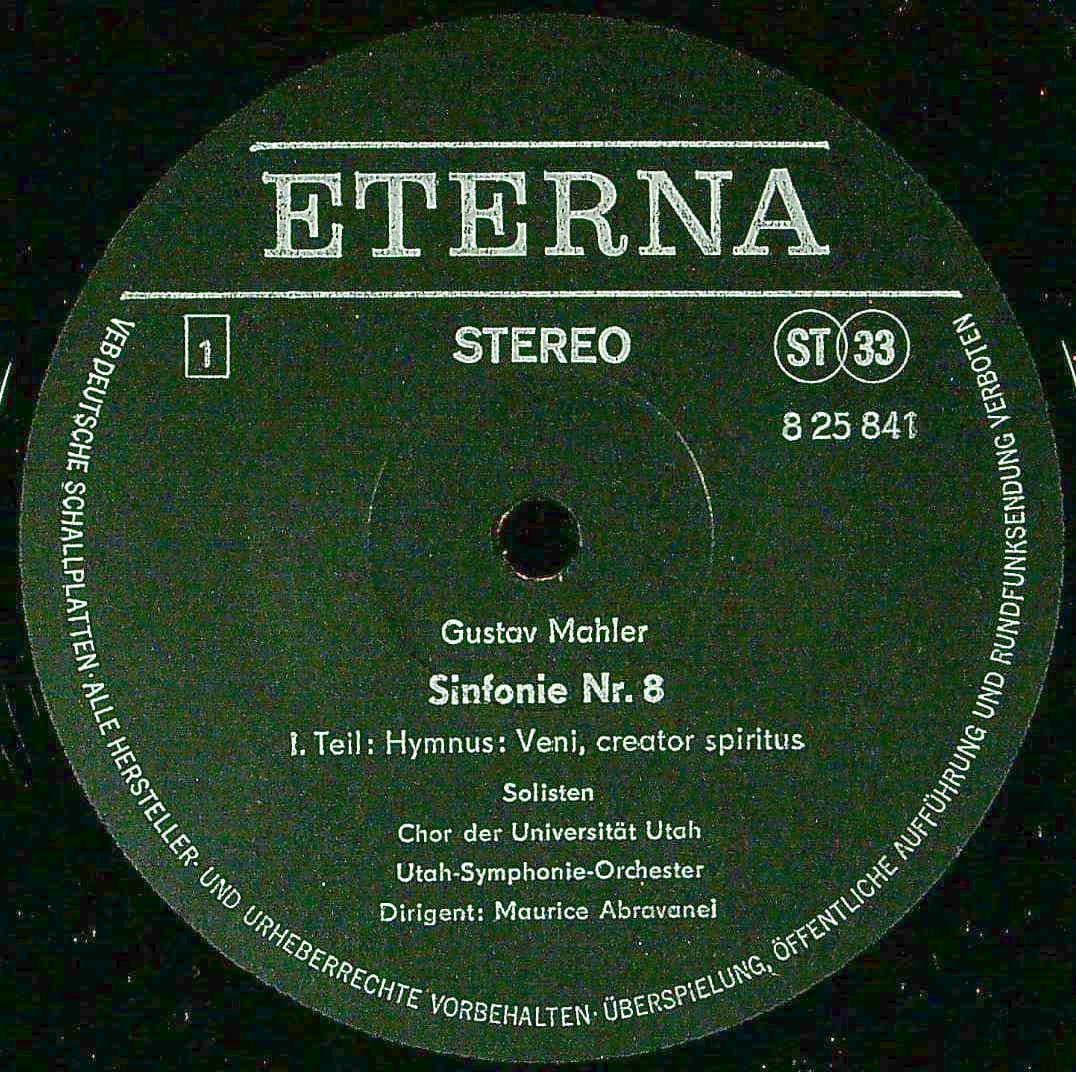 ETERNA
1
STEREO
ST 33
8 25 841
Gustav Mahler
Sinfonie Nr. 8
I. Teil: Hymnus: Veni, creator spiritus
Solisten
Chor der Universität Utah
Utah-Symphonie-Orchester
Dirigent: Maurice Abravanel
VEB DEUTSCHE SCHALLPLATTEN · ALLE HERSTELLER- UND URHEBERRECHTE VORBEHALTEN · ÜBERSPIELUNG, ÖFFENTLICHE AUFFÜHRUNG UND RUNDFUNKSENDUNG VERBOTEN